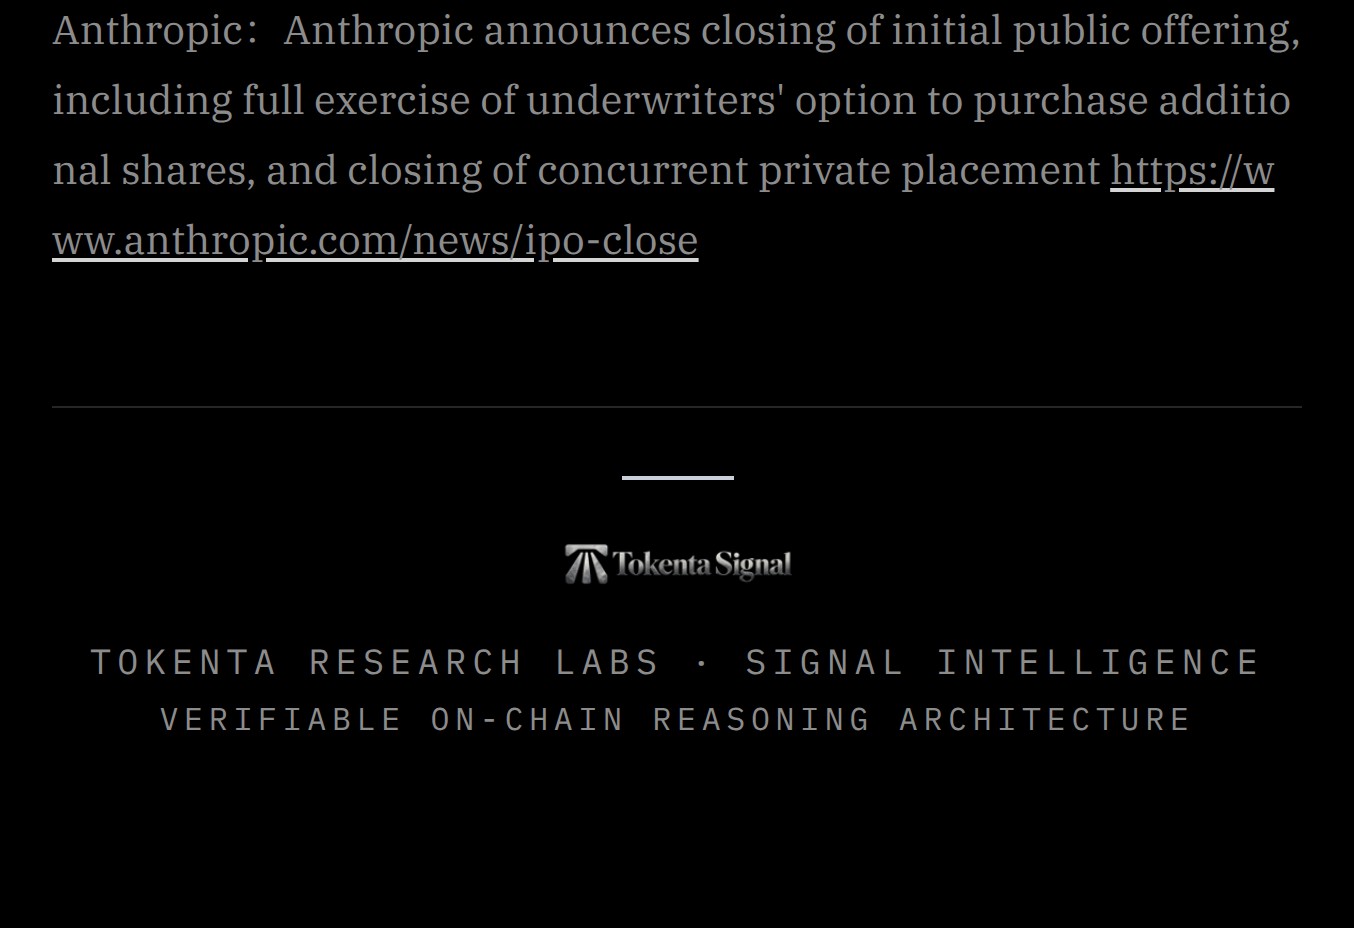 Anthropic： Anthropic announces closing of initial public offering,
including full exercise of underwriters' option to purchase additio
nal shares, and closing of concurrent private placement https://w
ww.anthropic.com/news/ipo-close
Tokenta Signal
TOKENTA RESEARCH LABS · SIGNAL INTELLIGENCE
VERIFIABLE ON-CHAIN REASONING ARCHITECTURE